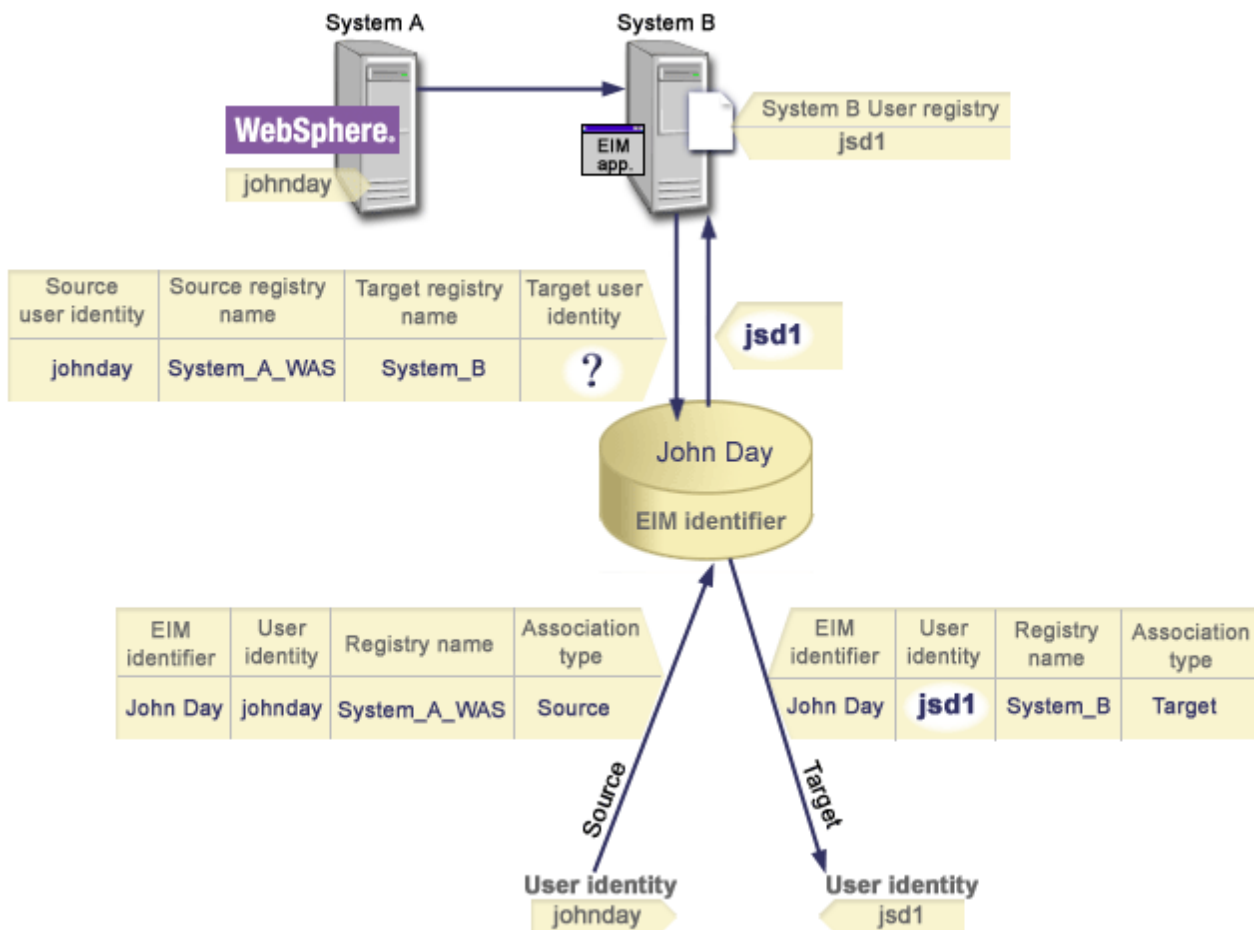 System A
System B
WebSphere.
johnday
EIM
app.
System B User registry
jsd1
Source
user identity
Source registry
name
Target registry
name
Target user
identity
johnday
System_A_WAS
System_B
?
jsd1
John Day
EIM identifier
EIM
identifier
User
identity
Registry name
Association
type
John Day
johnday
System_A_WAS
Source
EIM
identifier
User
identity
Registry
name
Association
type
John Day
jsd1
System_B
Target
Source
Target
User identity
johnday
User identity
jsd1